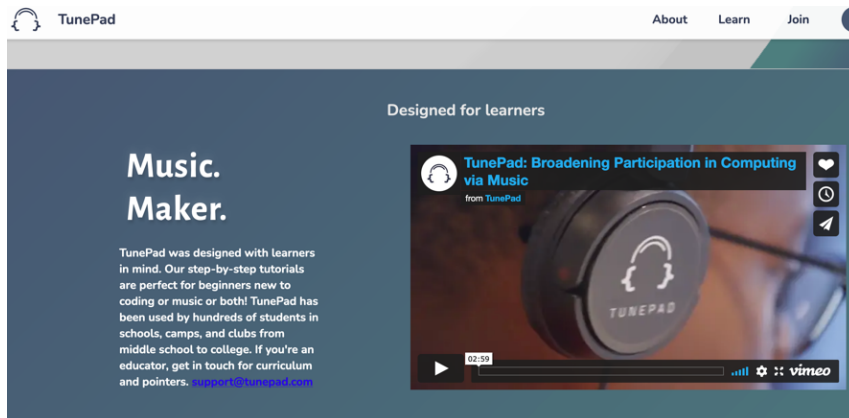 TunePad
About Learn Join
Designed for learners
Music.
Maker.
TunePad was designed with learners
in mind. Our step-by-step tutorials
are perfect for beginners new to
coding or music or both! TunePad has
been used by hundreds of students in
schools, camps, and clubs from
middle school to college. If you're an
educator, get in touch for curriculum
and pointers. support@tunepad.com
TunePad: Broadening Participation in Computing
via Music
from TunePad
TUNEPAD
02:59
vimeo